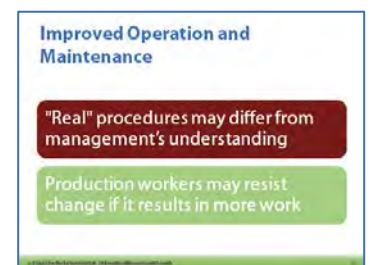 Improved Operation and
Maintenance
"Real" procedures may differ from
management's understanding
Production workers may resist
change if it results in more work